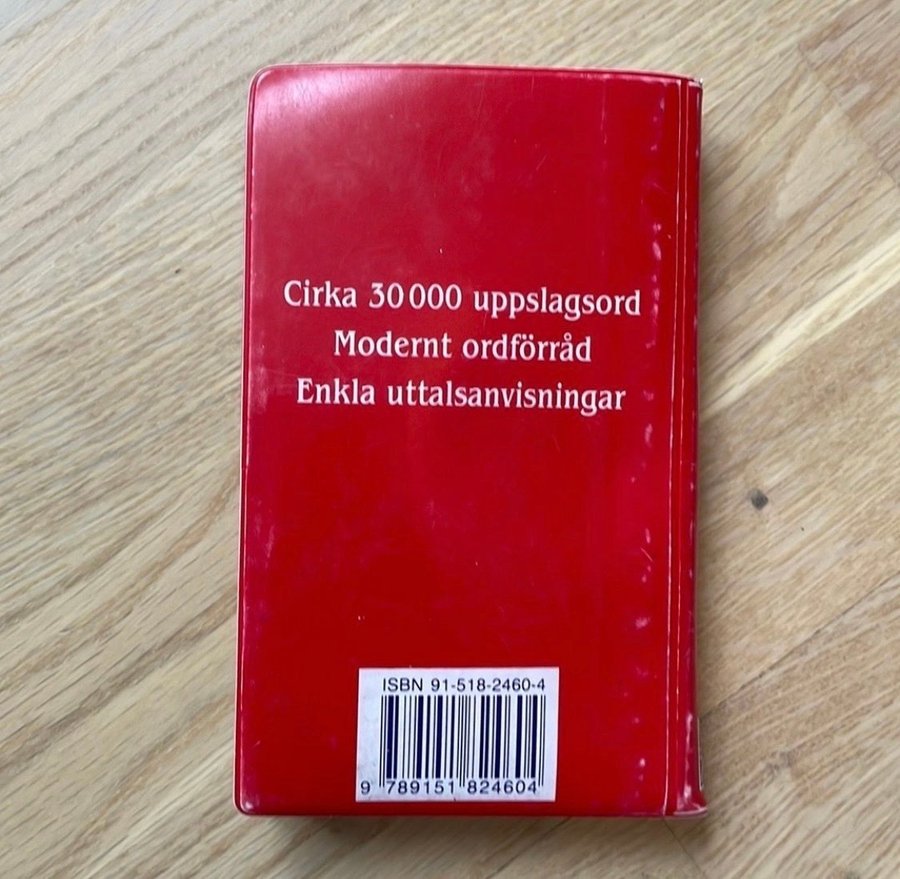 Cirka 30 000 uppslagsord
Modernt ordförråd
Enkla uttalsanvisningar
ISBN 91-518-2460-4
9 789151 824604